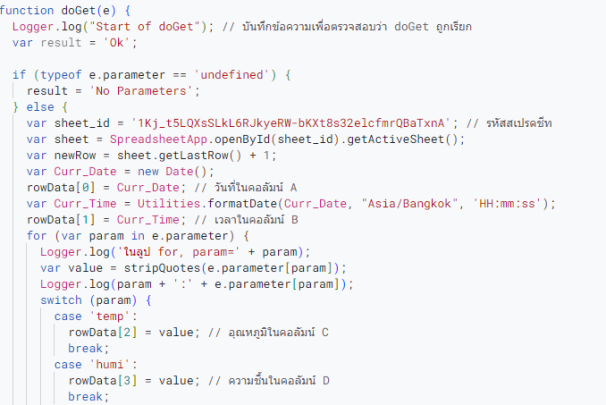 function doGet(e) {
  Logger.log("Start of doGet"); // บันทึกข้อความเพื่อตรวจสอบว่า doGet ถูกเรียก
  var result = 'Ok';

  if (typeof e.parameter == 'undefined') {
    result = 'No Parameters';
  } else {
    var sheet_id = '1Kj_t5LQXsSLkL6RJkyeRW-bKXt8s32elcfmrQBaTxnA'; // รหัสสเปรดชีท
    var sheet = SpreadsheetApp.openById(sheet_id).getActiveSheet();
    var newRow = sheet.getLastRow() + 1;
    var Curr_Date = new Date();
    rowData[0] = Curr_Date; // วันที่ในคอลัมน์ A
    var Curr_Time = Utilities.formatDate(Curr_Date, "Asia/Bangkok", 'HH:mm:ss');
    rowData[1] = Curr_Time; // เวลาในคอลัมน์ B
    for (var param in e.parameter) {
      Logger.log('ในลูป for, param=' + param);
      var value = stripQuotes(e.parameter[param]);
      Logger.log(param + ':' + e.parameter[param]);
      switch (param) {
        case 'temp':
          rowData[2] = value; // อุณหภูมิในคอลัมน์ C
          break;
        case 'humi':
          rowData[3] = value; // ความชื้นในคอลัมน์ D
          break;